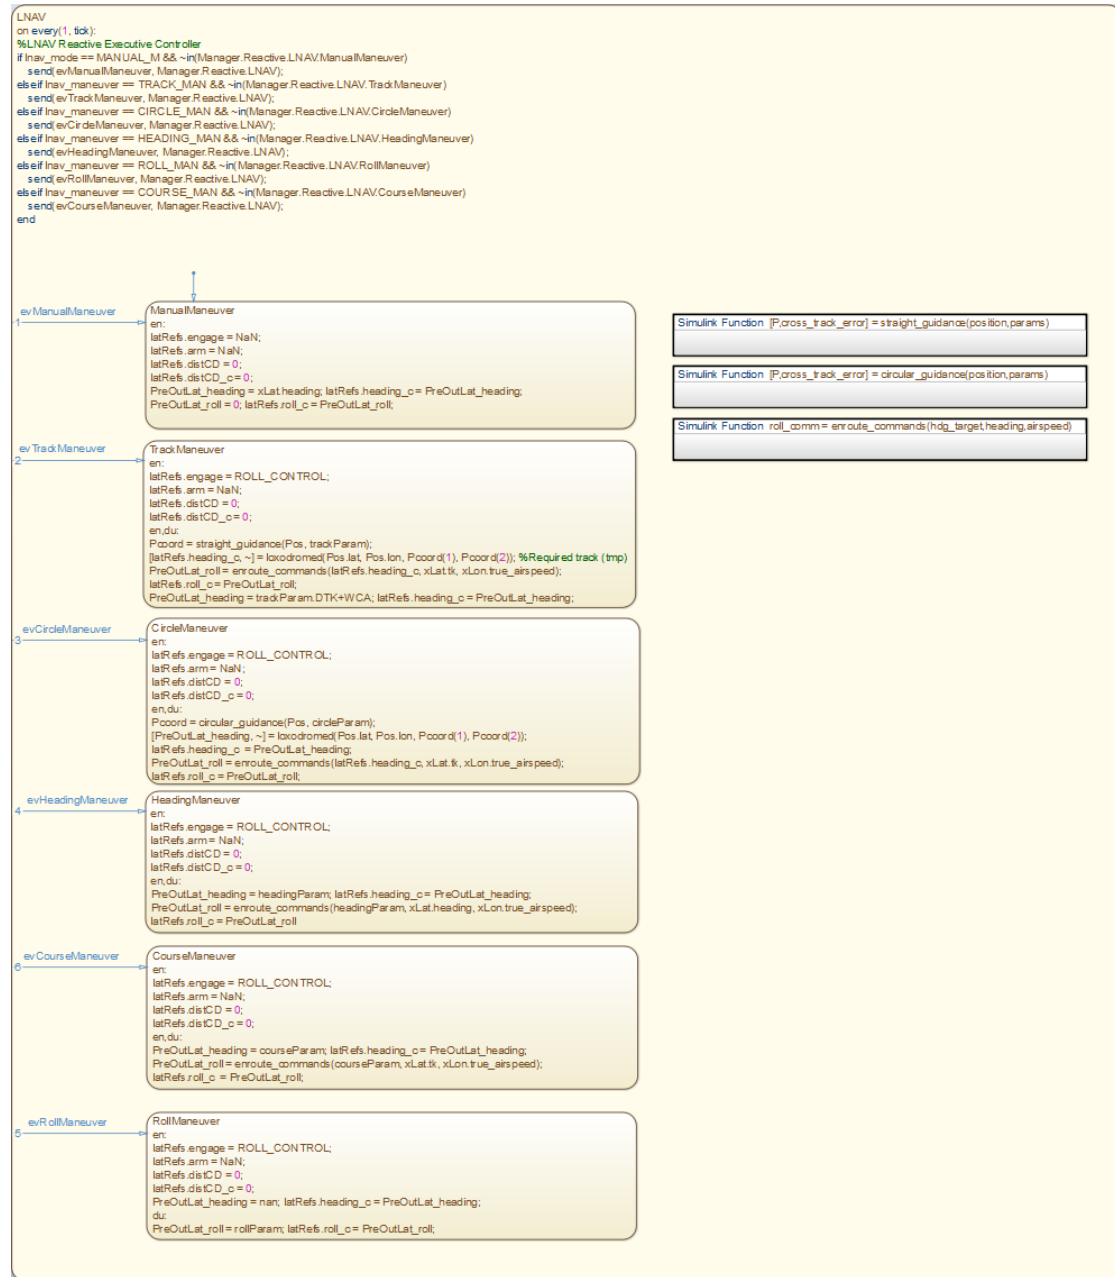 LNAV
on every(1, tick):
%LNAV Reactive Executive Controller
if lnav_mode == MANUAL_M && ~in(Manager.Reactive.LNAV.ManualManeuver)
send(evManualManeuver, Manager.Reactive.LNAV);
elseif lnav_maneuver == TRACK_MAN && ~in(Manager.Reactive.LNAV.TrackManeuver)
send(evTrackManeuver, Manager.Reactive.LNAV);
elseif lnav_maneuver == CIRCLE_MAN && ~in(Manager.Reactive.LNAV.CircleManeuver)
send(evCircleManeuver, Manager.Reactive.LNAV);
elseif lnav_maneuver == HEADING_MAN && ~in(Manager.Reactive.LNAV.HeadingManeuver)
send(evHeadingManeuver, Manager.Reactive.LNAV);
elseif lnav_maneuver == ROLL_MAN && ~in(Manager.Reactive.LNAV.RollManeuver)
send(evRollManeuver, Manager.Reactive.LNAV);
elseif lnav_maneuver == COURSE_MAN && ~in(Manager.Reactive.LNAV.CourseManeuver)
send(evCourseManeuver, Manager.Reactive.LNAV);
end
evManualManeuver
1
ManualManeuver
en:
latRefs.engage = NaN;
latRefs.arm = NaN;
latRefs.distCD = 0;
latRefs.distCD_c = 0;
PreOutLat_heading = xLat.heading; latRefs.heading_c = PreOutLat_heading;
PreOutLat_roll = 0; latRefs.roll_c = PreOutLat_roll;
Simulink Function [P,cross_track_error] = straight_guidance(position,params)
Simulink Function [P,cross_track_error] = circular_guidance(position,params)
Simulink Function roll_comm = enroute_commands(hdg_target,heading,airspeed)
evTrackManeuver
2
TrackManeuver
en:
latRefs.engage = ROLL_CONTROL;
latRefs.arm = NaN;
latRefs.distCD = 0;
latRefs.distCD_c = 0;
en,du:
Pcoord = straight_guidance(Pos, trackParam);
[latRefs.heading_c, ~] = loxodromed(Pos.lat, Pos.lon, Pcoord(1), Pcoord(2)); %Required track (tmp)
PreOutLat_roll = enroute_commands(latRefs.heading_c, xLat.tk, xLon.true_airspeed);
latRefs.roll_c = PreOutLat_roll;
PreOutLat_heading = trackParam.DTK+WCA; latRefs.heading_c = PreOutLat_heading;
evCircleManeuver
3
CircleManeuver
en:
latRefs.engage = ROLL_CONTROL;
latRefs.arm = NaN;
latRefs.distCD = 0;
latRefs.distCD_c = 0;
en,du:
Pcoord = circular_guidance(Pos, circleParam);
[PreOutLat_heading, ~] = loxodromed(Pos.lat, Pos.lon, Pcoord(1), Pcoord(2));
latRefs.heading_c = PreOutLat_heading;
PreOutLat_roll = enroute_commands(latRefs.heading_c, xLat.tk, xLon.true_airspeed);
latRefs.roll_c = PreOutLat_roll;
evHeadingManeuver
4
HeadingManeuver
en:
latRefs.engage = ROLL_CONTROL;
latRefs.arm = NaN;
latRefs.distCD = 0;
latRefs.distCD_c = 0;
en,du:
PreOutLat_heading = headingParam; latRefs.heading_c = PreOutLat_heading;
PreOutLat_roll = enroute_commands(headingParam, xLat.heading, xLon.true_airspeed);
latRefs.roll_c = PreOutLat_roll
evCourseManeuver
6
CourseManeuver
en:
latRefs.engage = ROLL_CONTROL;
latRefs.arm = NaN;
latRefs.distCD = 0;
latRefs.distCD_c = 0;
en,du:
PreOutLat_heading = courseParam; latRefs.heading_c = PreOutLat_heading;
PreOutLat_roll = enroute_commands(courseParam, xLat.tk, xLon.true_airspeed);
latRefs.roll_c = PreOutLat_roll;
evRollManeuver
5
RollManeuver
en:
latRefs.engage = ROLL_CONTROL;
latRefs.arm = NaN;
latRefs.distCD = 0;
latRefs.distCD_c = 0;
PreOutLat_heading = nan; latRefs.heading_c = PreOutLat_heading;
du:
PreOutLat_roll = rollParam; latRefs.roll_c = PreOutLat_roll;